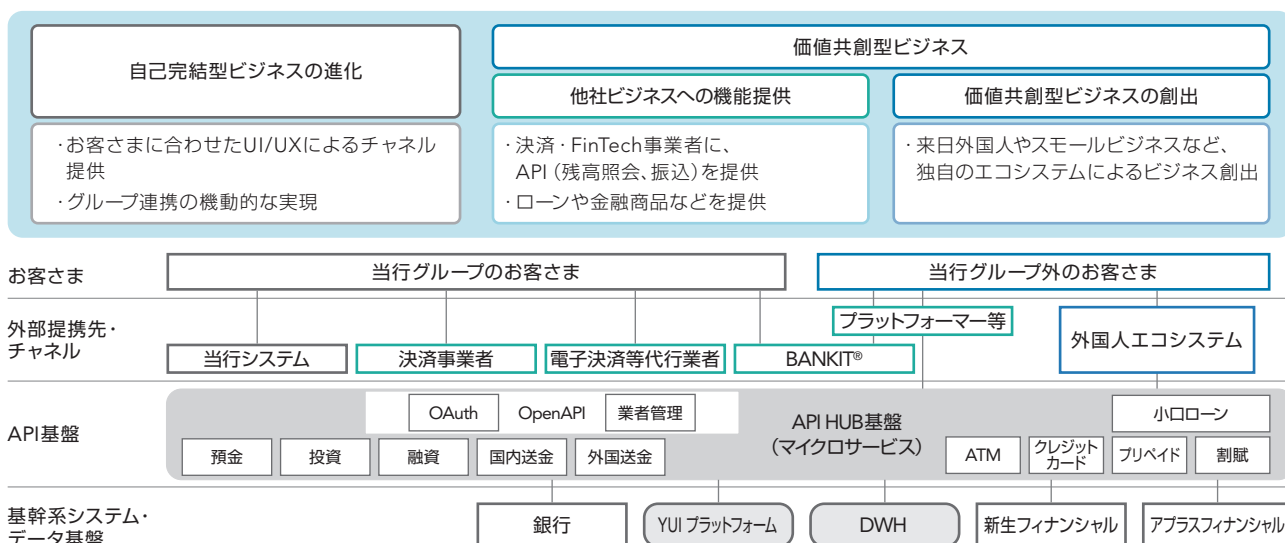 自己完結型ビジネスの進化
・お客さまに合わせたUI/UXによるチャネル
提供
・グループ連携の機動的な実現
価値共創型ビジネス
他社ビジネスへの機能提供
・決済・FinTech事業者に、
API（残高照会、振込）を提供
・ローンや金融商品などを提供
価値共創型ビジネスの創出
・来日外国人やスモールビジネスなど、
独自のエコシステムによるビジネス創出
お客さま
当行グループのお客さま
当行グループ外のお客さま
外部提携先・
チャネル
プラットフォーマー等
外国人エコシステム
当行システム
決済事業者
電子決済等代行業者
BANKIT®
API基盤
OAuth
OpenAPI
業者管理
API HUB基盤
（マイクロサービス）
小口ローン
預金
投資
融資
国内送金
外国送金
ATM
クレジット
カード
プリペイド
割賦
基幹系システム・
データ基盤
銀行
YUI プラットフォーム
DWH
新生フィナンシャル
アプラスフィナンシャル